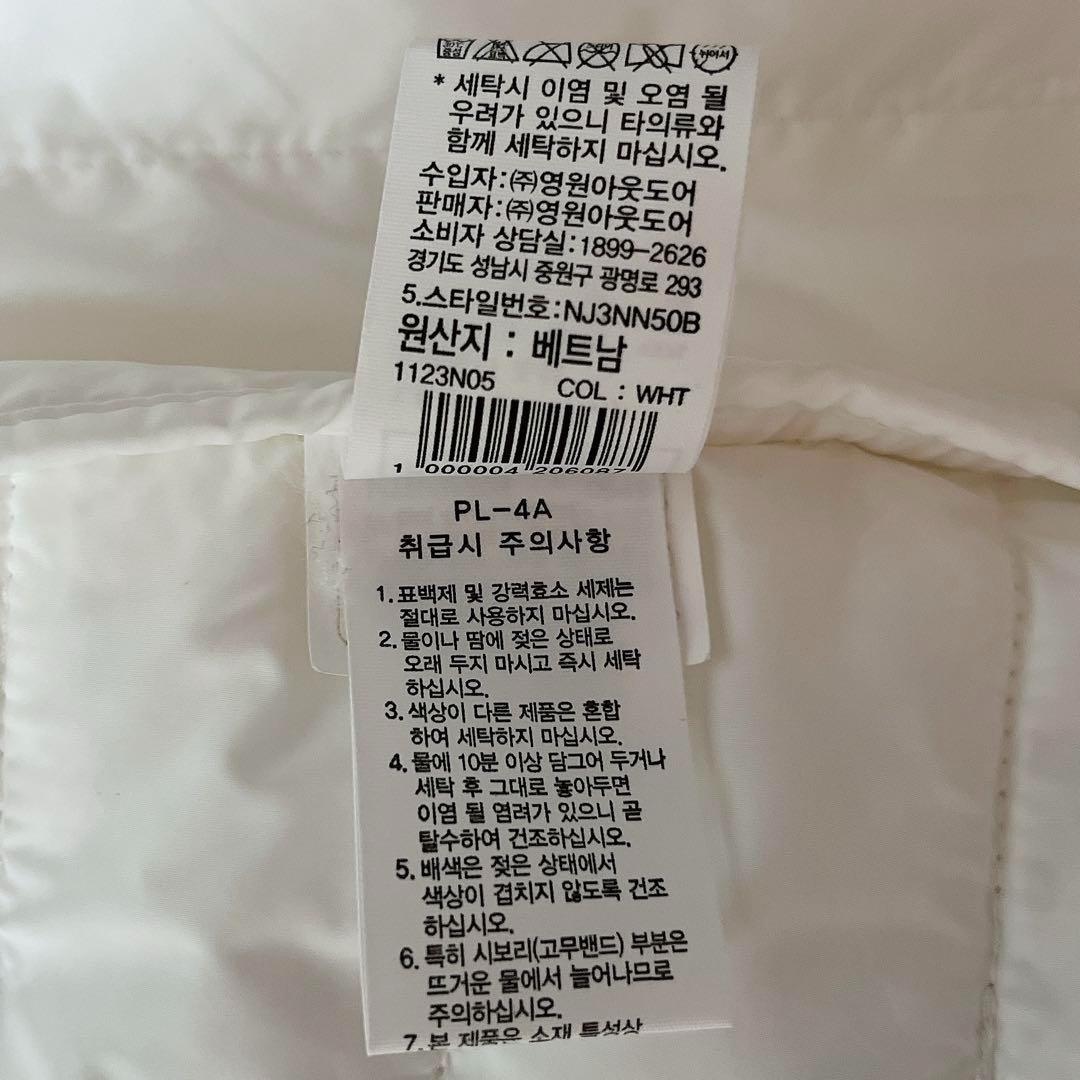 * 세탁시 이염 및 오염 될
우려가 있으니 타의류와
함께 세탁하지 마십시오.
수입자:㈜영원아웃도어
판매자:㈜영원아웃도어
소비자 상담실:1899-2626
경기도 성남시 중원구 광명로 293
5.스타일번호:NJ3NN50B
원산지 : 베트남
1123N05 COL : WHT
1 000004 206087
PL-4A
취급시 주의사항
1.표백제 및 강력효소 세제는
절대로 사용하지 마십시오.
2.물이나 땀에 젖은 상태로
오래 두지 마시고 즉시 세탁
하십시오.
3.색상이 다른 제품은 혼합
하여 세탁하지 마십시오.
4.물에 10분 이상 담그어 두거나
세탁 후 그대로 놓아두면
이염 될 염려가 있으니 곧
탈수하여 건조하십시오.
5.배색은 젖은 상태에서
색상이 겹치지 않도록 건조
하십시오.
6.특히 시보리(고무밴드) 부분은
뜨거운 물에서 늘어나므로
주의하십시오.
7.본 제품은 소재 특성상